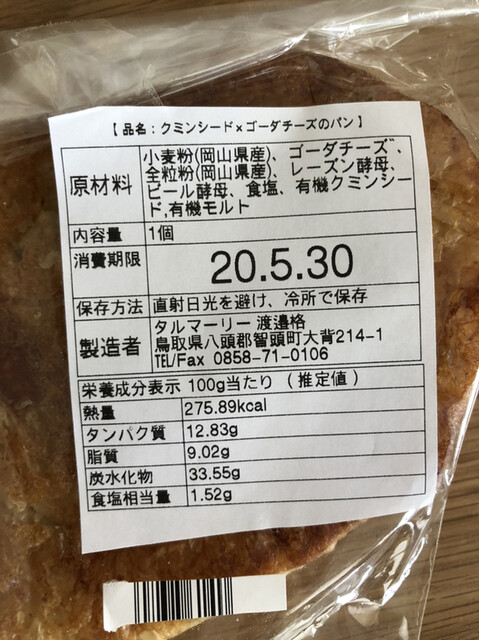 【 品名：クミンシード×ゴーダチーズのパン 】
原材料
小麦粉(岡山県産)、ゴーダチーズ、
全粒粉(岡山県産)、レーズン酵母,
ビール酵母、食塩、有機クミンシー
ド,有機モルト
内容量 1個
消費期限 20.5.30
保存方法 直射日光を避け、冷所で保存
製造者
タルマーリー 渡邉格
鳥取県八頭郡智頭町大背214-1
TEL/Fax 0858-71-0106
栄養成分表示 100g当たり （推定値）
熱量 275.89kcal
タンパク質 12.83g
脂質 9.02g
炭水化物 33.55g
食塩相当量 1.52g